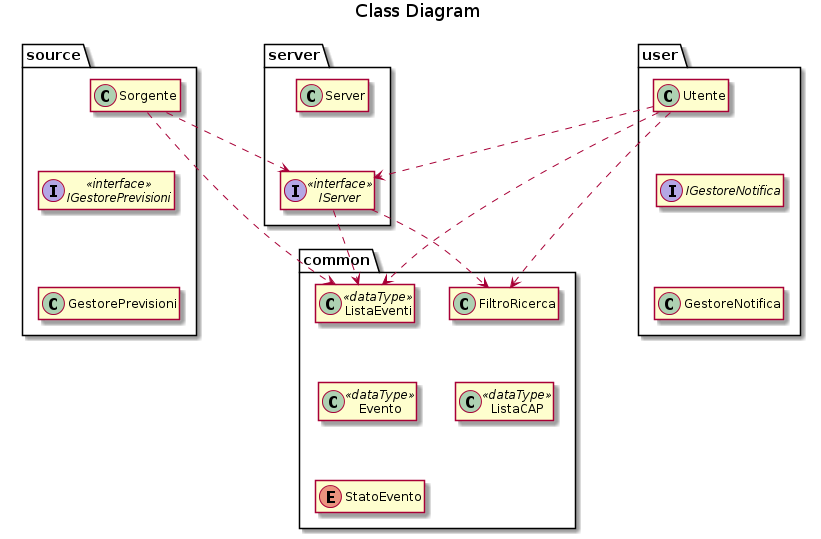 Class Diagram
source
server
user
C Sorgente
C Server
C Utente
I «interface»
IGestorePrevisioni
I «interface»
IServer
I IGestoreNotifica
common
C GestorePrevisioni
C «dataType»
ListaEventi
C FiltroRicerca
C GestoreNotifica
C «dataType»
Evento
C «dataType»
ListaCAP
E StatoEvento